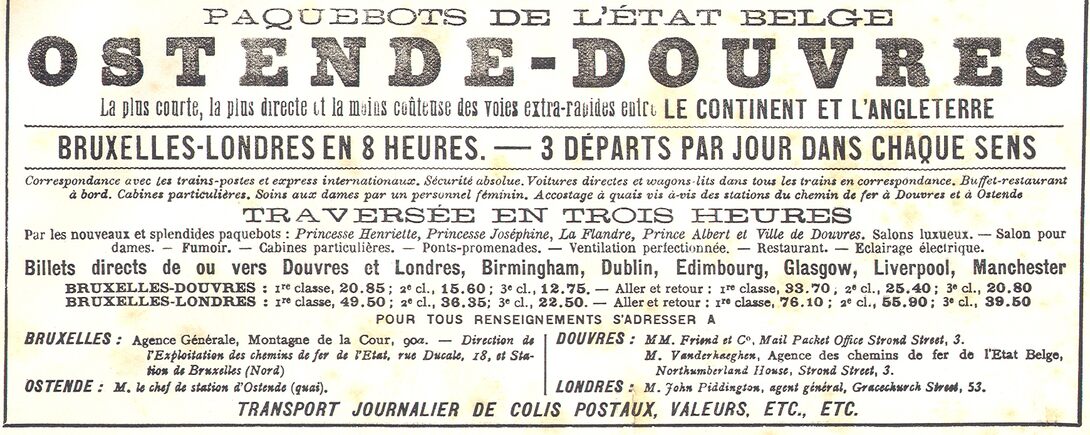 PAQUEBOTS DE L'ÉTAT BELGE
OSTENDE-DOUVRES
La plus courte, la plus directe et la moins coûteuse des voies extra-rapides entre LE CONTINENT ET L'ANGLETERRE
BRUXELLES-LONDRES EN 8 HEURES. — 3 DÉPARTS PAR JOUR DANS CHAQUE SENS
Correspondance avec les trains-postes et express internationaux. Sécurité absolue. Voitures directes et wagons-lits dans tous les trains en correspondance. Buffet-restaurant
à bord. Cabines particulières. Soins aux dames par un personnel féminin. Accostage à quais vis-à-vis des stations du chemin de fer à Douvres et à Ostende
TRAVERSÉE EN TROIS HEURES
Par les nouveaux et splendides paquebots : Princesse Henriette, Princesse Joséphine, La Flandre, Prince Albert et Ville de Douvres. Salons luxueux. — Salon pour
dames. — Fumoir. — Cabines particulières. — Ponts-promenades. — Ventilation perfectionnée. — Restaurant. — Eclairage électrique.
Billets directs de ou vers Douvres et Londres, Birmingham, Dublin, Edimbourg, Glasgow, Liverpool, Manchester
BRUXELLES-DOUVRES : 1re classe, 20.85 ; 2e cl., 15.60 ; 3e cl., 12.75. — Aller et retour : 1re classe, 33.70, 2e cl., 25.40 ; 3e cl., 20.80
BRUXELLES-LONDRES : 1re classe, 49.50 ; 2e cl., 36.35 ; 3e cl., 22.50. — Aller et retour : 1re classe, 76.10 ; 2e cl., 55.90 ; 3e cl., 39.50
POUR TOUS RENSEIGNEMENTS S'ADRESSER A
BRUXELLES : Agence Générale, Montagne de la Cour, 90a. — Direction de
l'Exploitation des chemins de fer de l'Etat, rue Ducale, 18, et Sta-
tion de Bruxelles (Nord)
OSTENDE : M. le chef de station d'Ostende (quai).
DOUVRES : MM. Friend et Co, Mail Packet Office Strond Street, 3.
M. Vanderhaeghen, Agence des chemins de fer de l'Etat Belge,
Northumberland House, Strond Street, 3.
LONDRES : M. John Piddington, agent général, Gracechurch Street, 53.
TRANSPORT JOURNALIER DE COLIS POSTAUX, VALEURS, ETC., ETC.